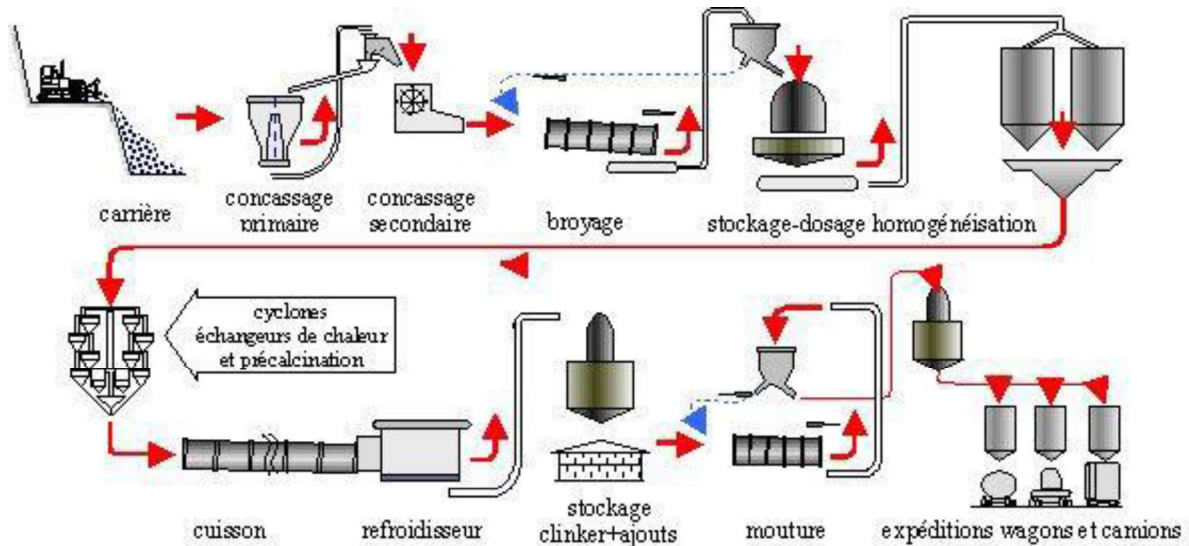 carrière
concassage
primaire
concassage
secondaire
broyage
stockage-dosage homogénéisation
cyclones
échangeurs de chaleur
et précalcination
cuisson
refroidisseur
stockage
clinker+ajouts
mouture
expéditions wagons et camions